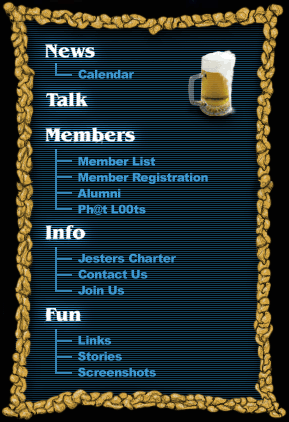 News
Calendar
Talk
Members
Member List
Member Registration
Alumni
Ph@t L00ts
Info
Jesters Charter
Contact Us
Join Us
Fun
Links
Stories
Screenshots